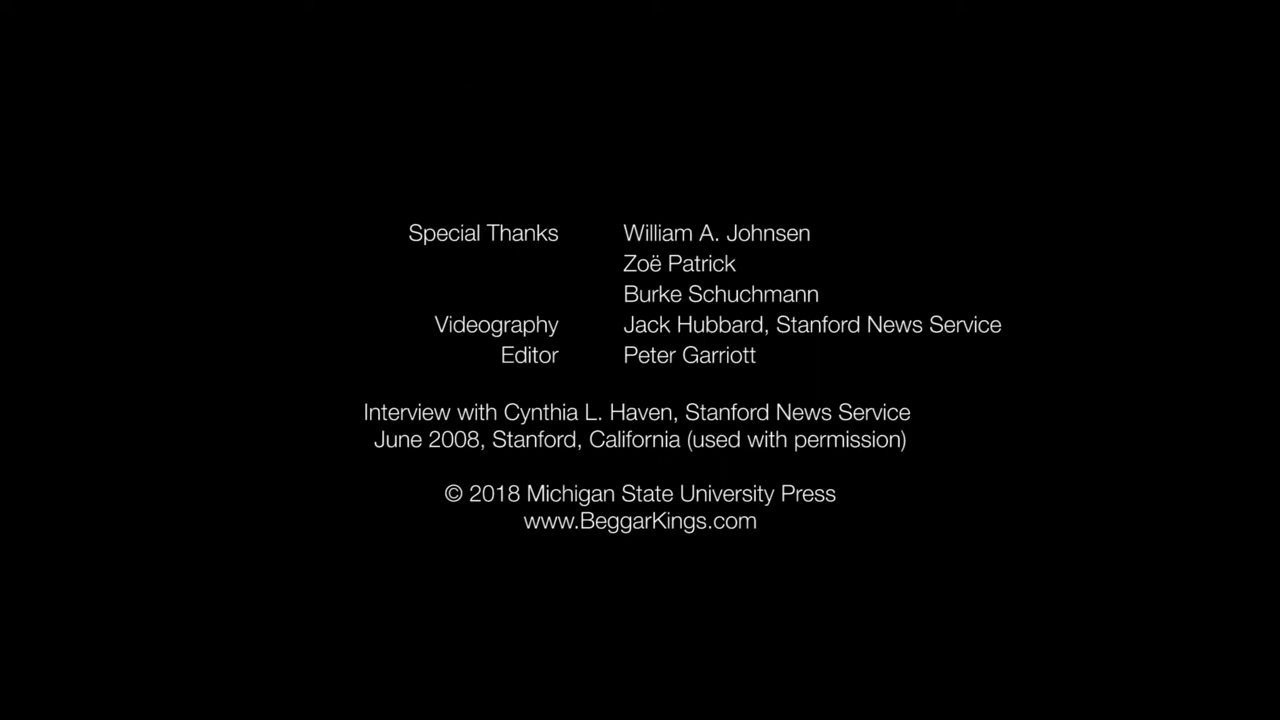 Special Thanks William A. Johnsen
Zoë Patrick
Burke Schuchmann
Videography Jack Hubbard, Stanford News Service
Editor Peter Garriott
Interview with Cynthia L. Haven, Stanford News Service
June 2008, Stanford, California (used with permission)
© 2018 Michigan State University Press
www.BeggarKings.com